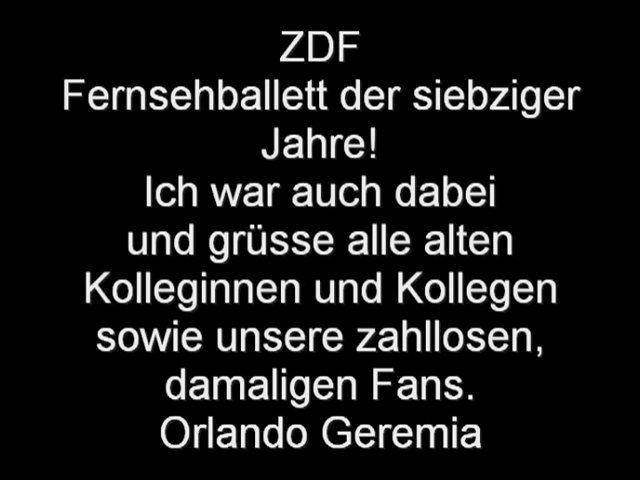 ZDF
Fernsehballett der siebziger
Jahre!
Ich war auch dabei
und grüsse alle alten
Kolleginnen und Kollegen
sowie unsere zahllosen,
damaligen Fans.
Orlando Geremia